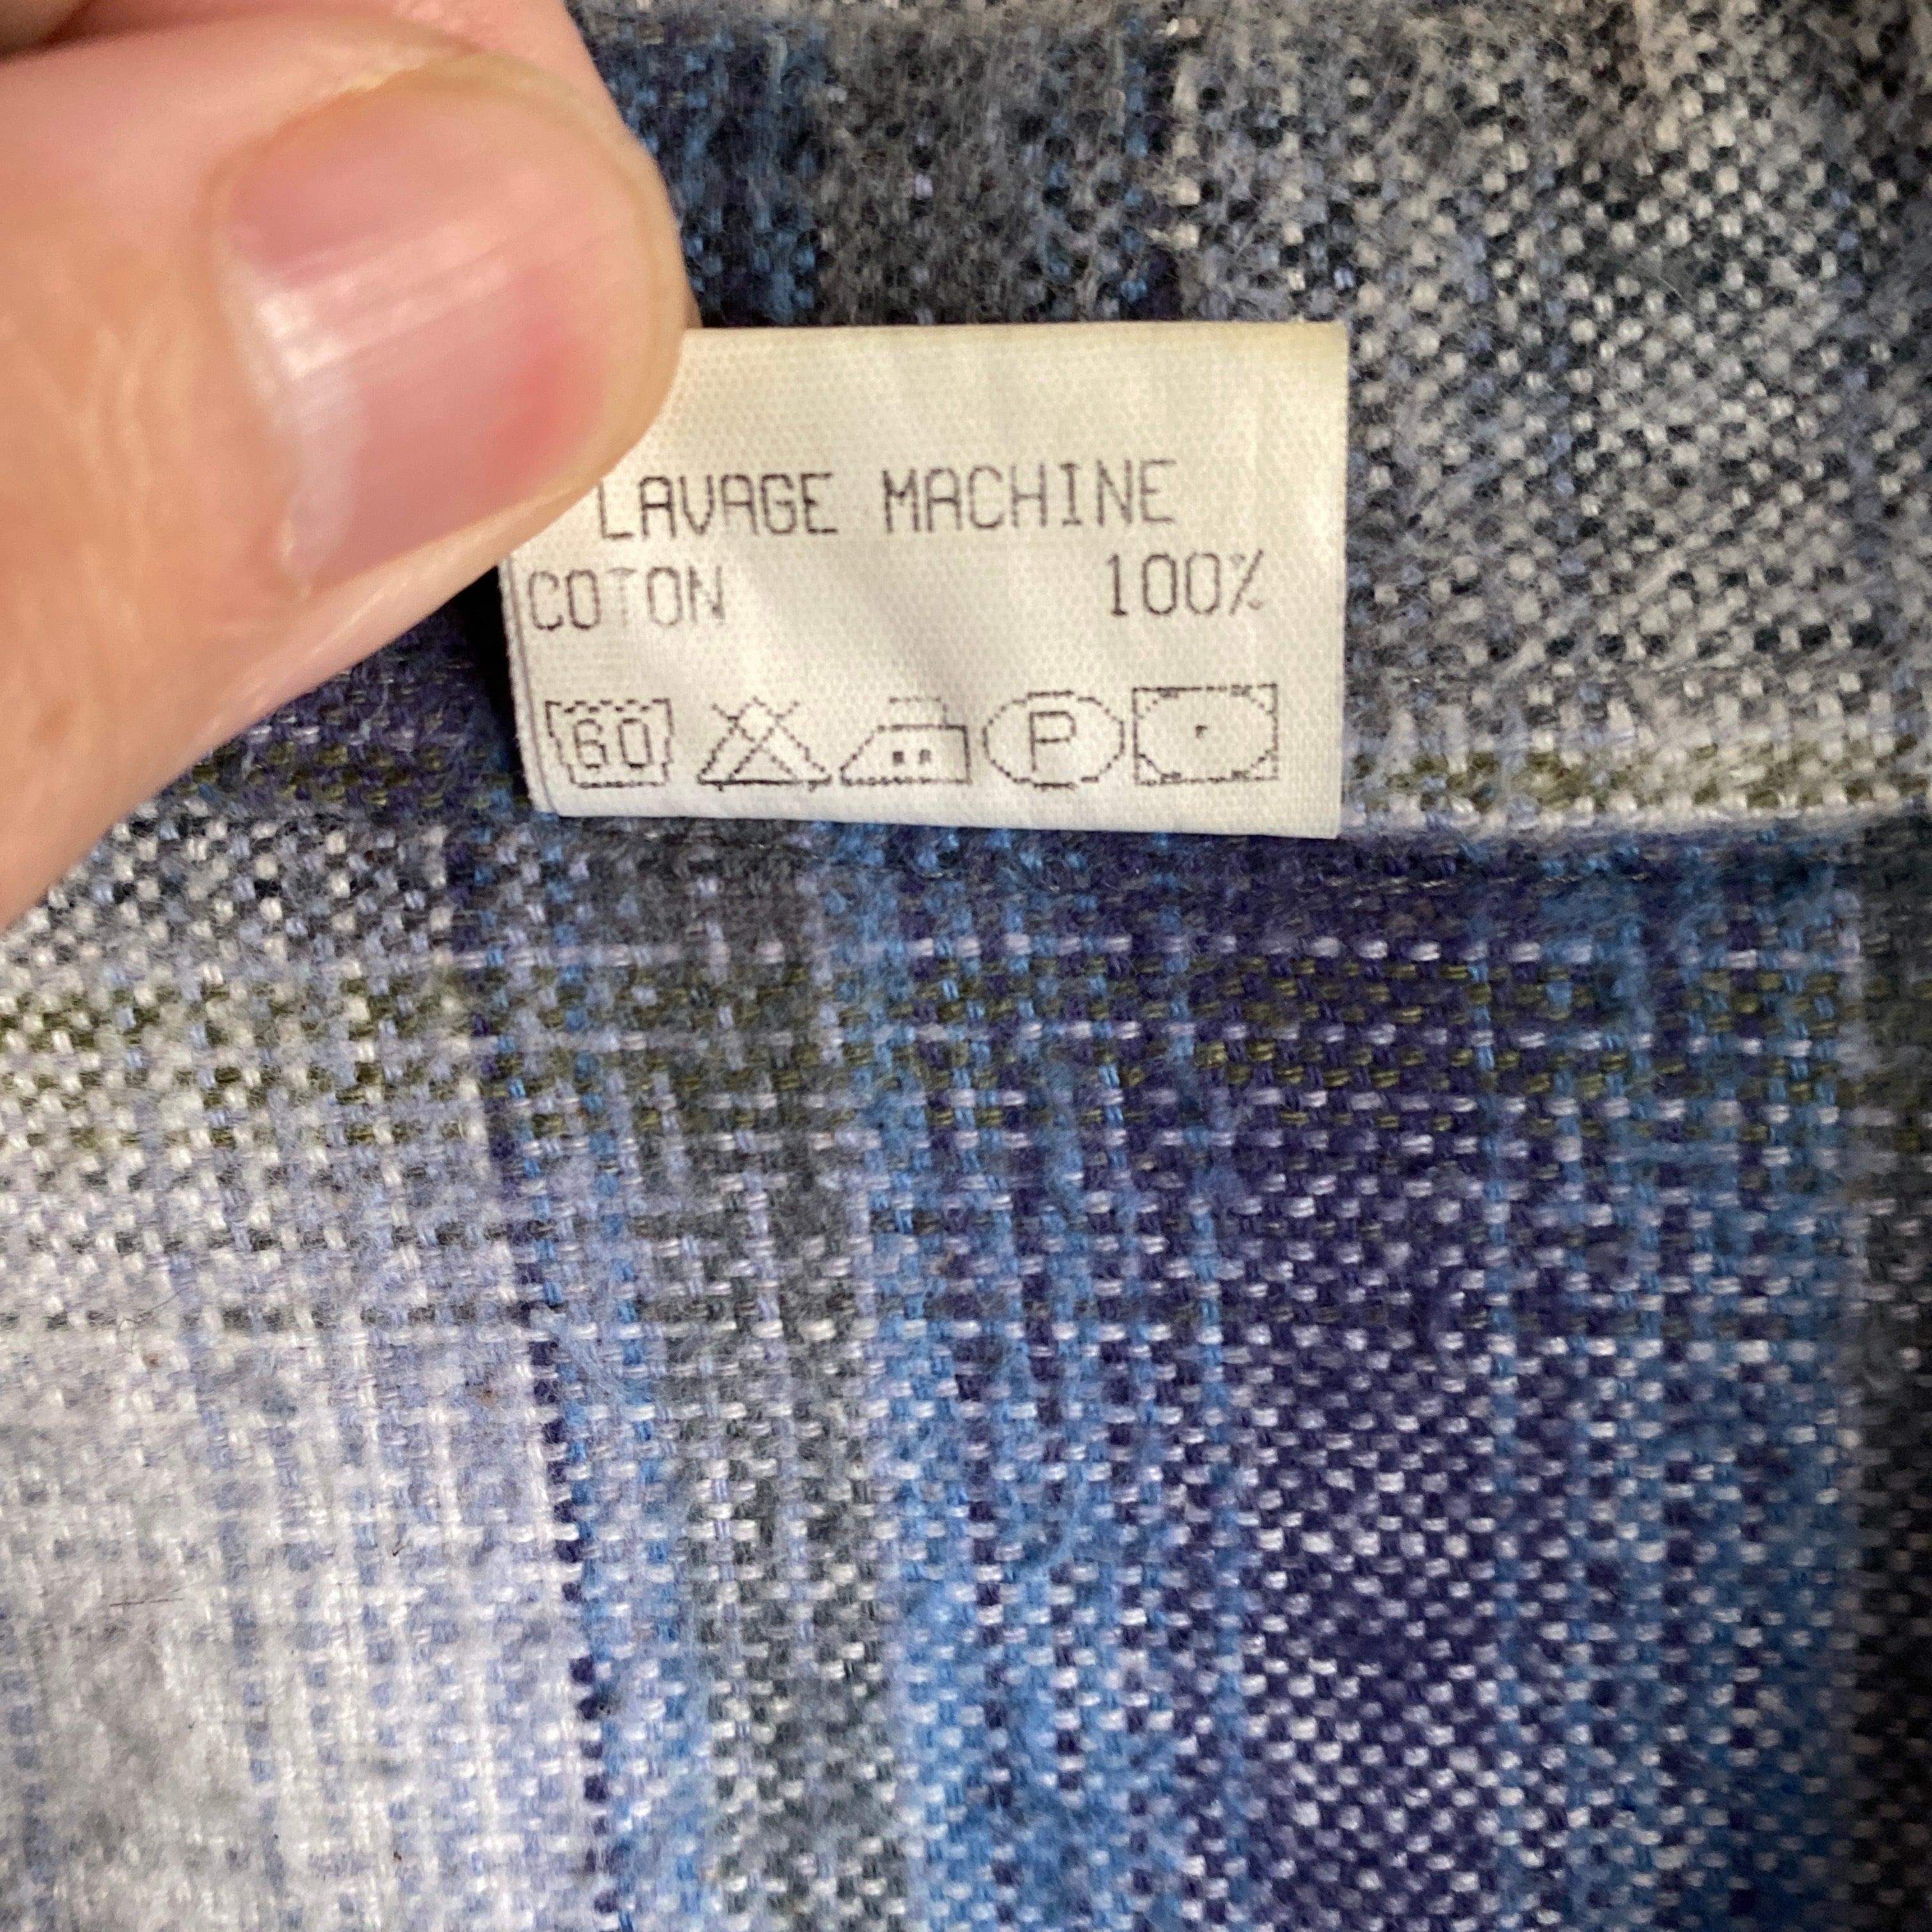 LAVAGE MACHINE
COTON 100%
60 P